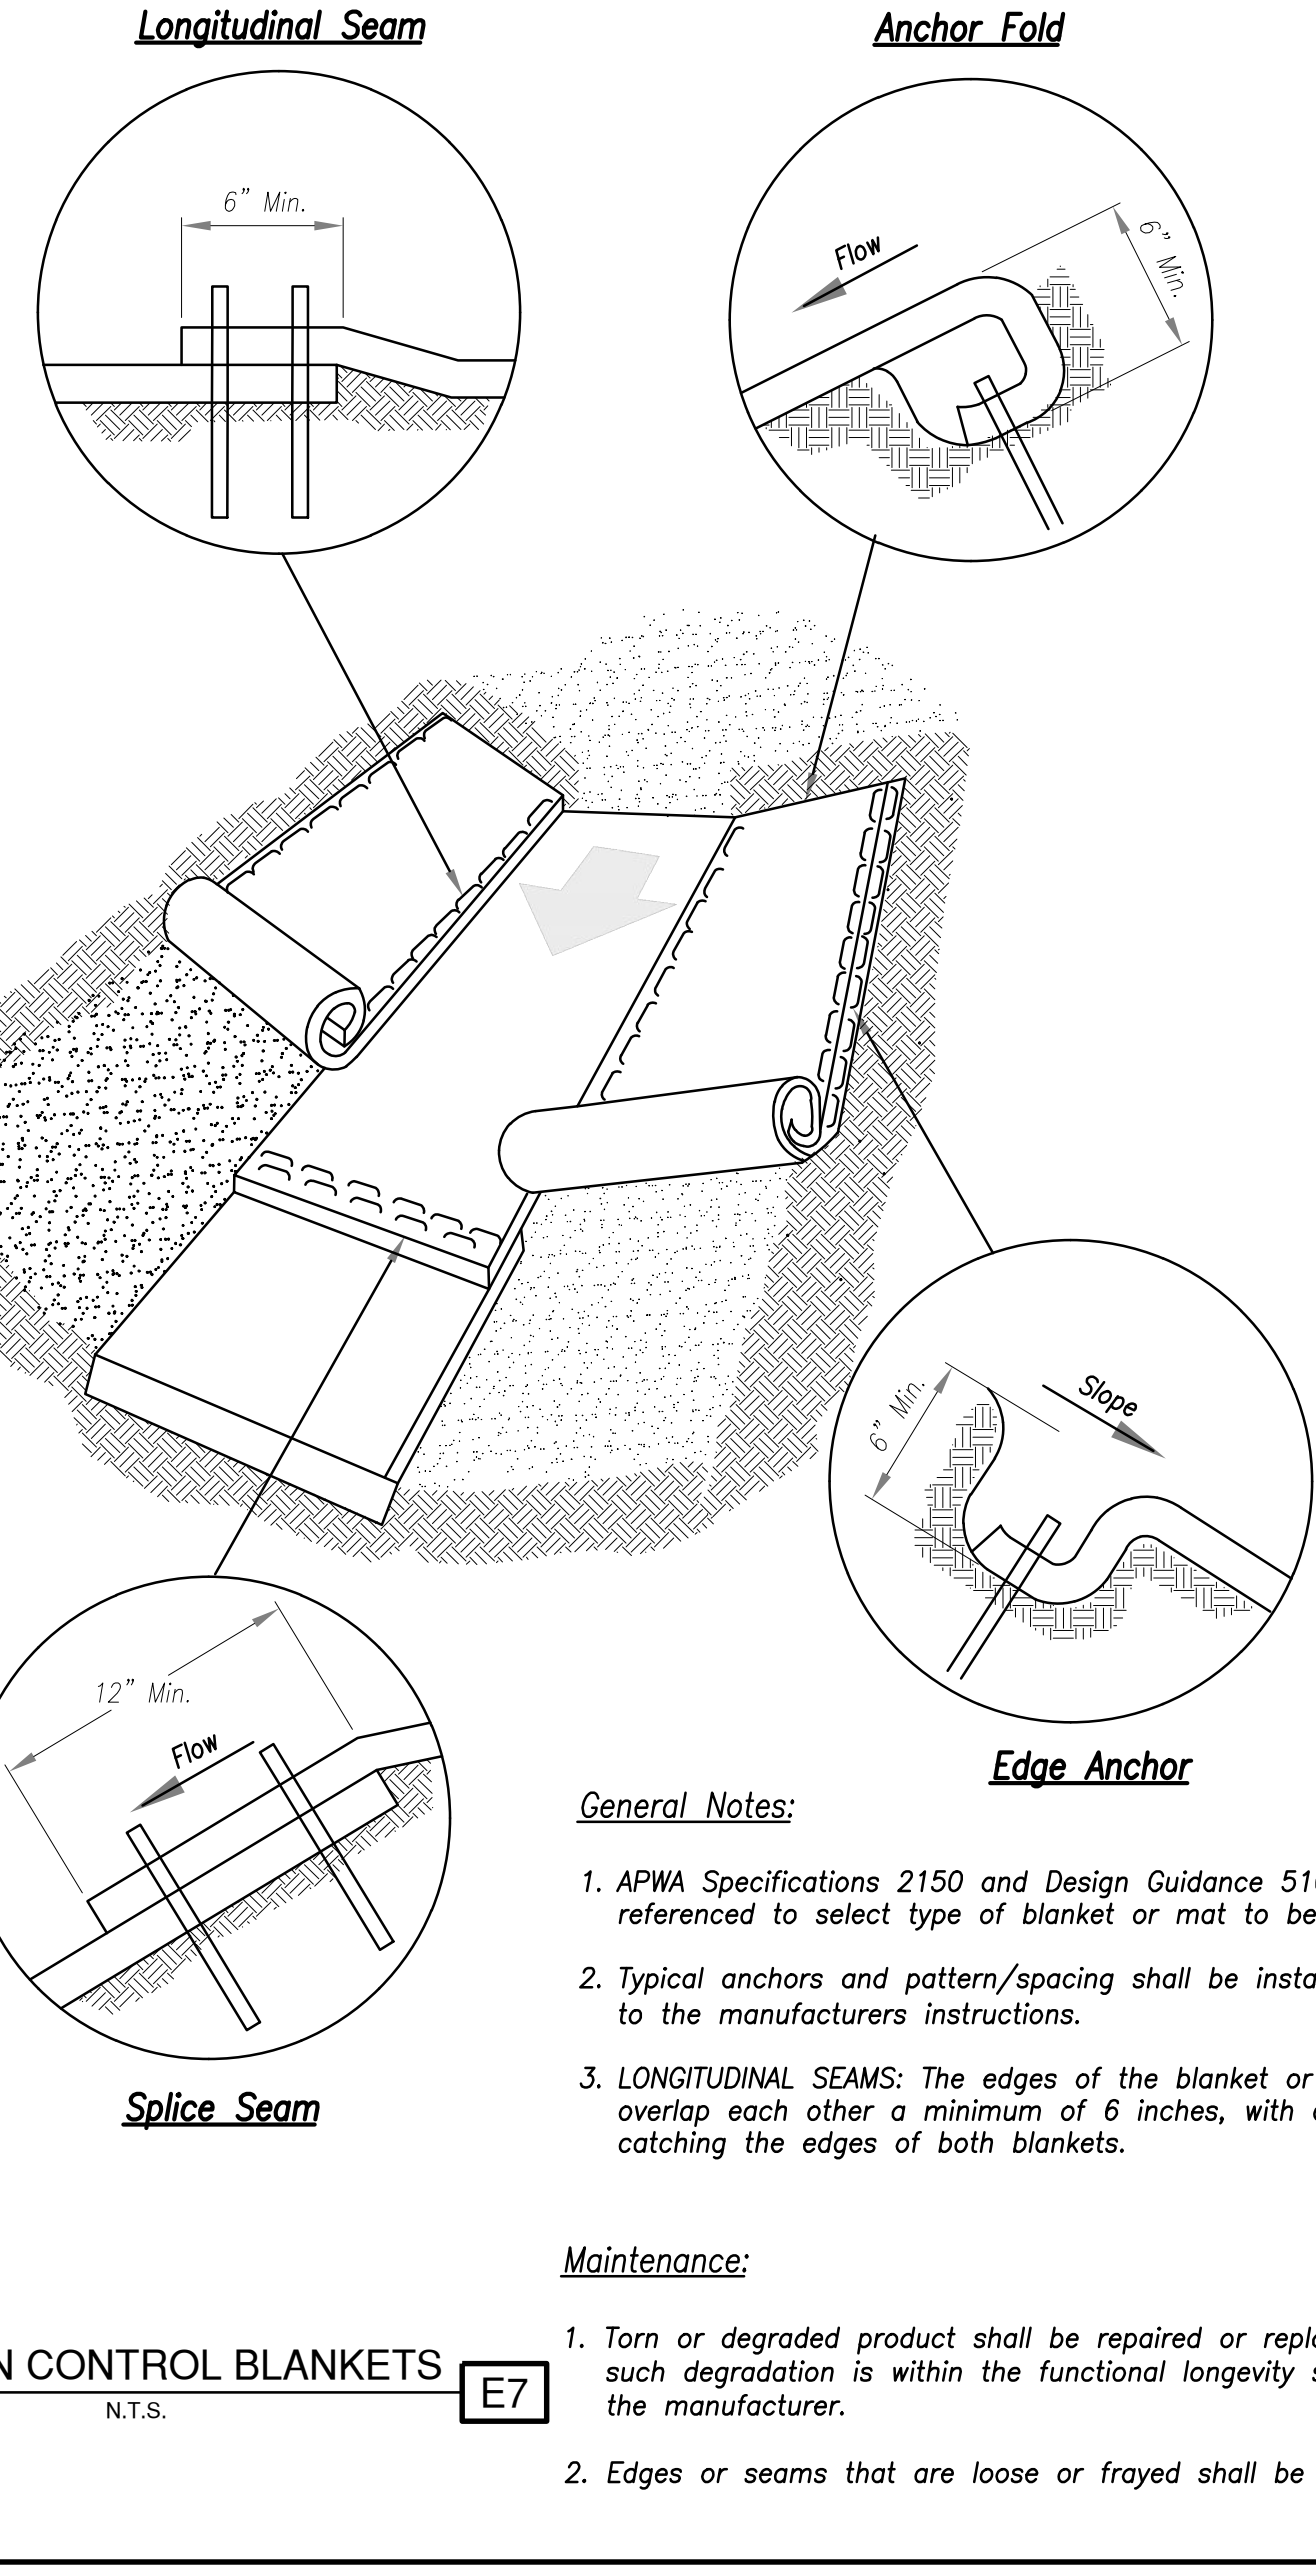 Longitudinal Seam
Anchor Fold
6" Min.
Flow
6" Min.
6" Min.
Slope
12" Min.
Flow
Edge Anchor
General Notes:
1. APWA Specifications 2150 and Design Guidance
referenced to select type of blanket or mat to be
2. Typical anchors and pattern/spacing shall be
to the manufacturers instructions.
3. LONGITUDINAL SEAMS: The edges of the blanket or
overlap each other a minimum of 6 inches, with
catching the edges of both blankets.
Splice Seam
Maintenance:
1. Torn or degraded product shall be repaired or
such degradation is within the functional longevity
the manufacturer.
2. Edges or seams that are loose or frayed shall be
N CONTROL BLANKETS
N.T.S.
E7